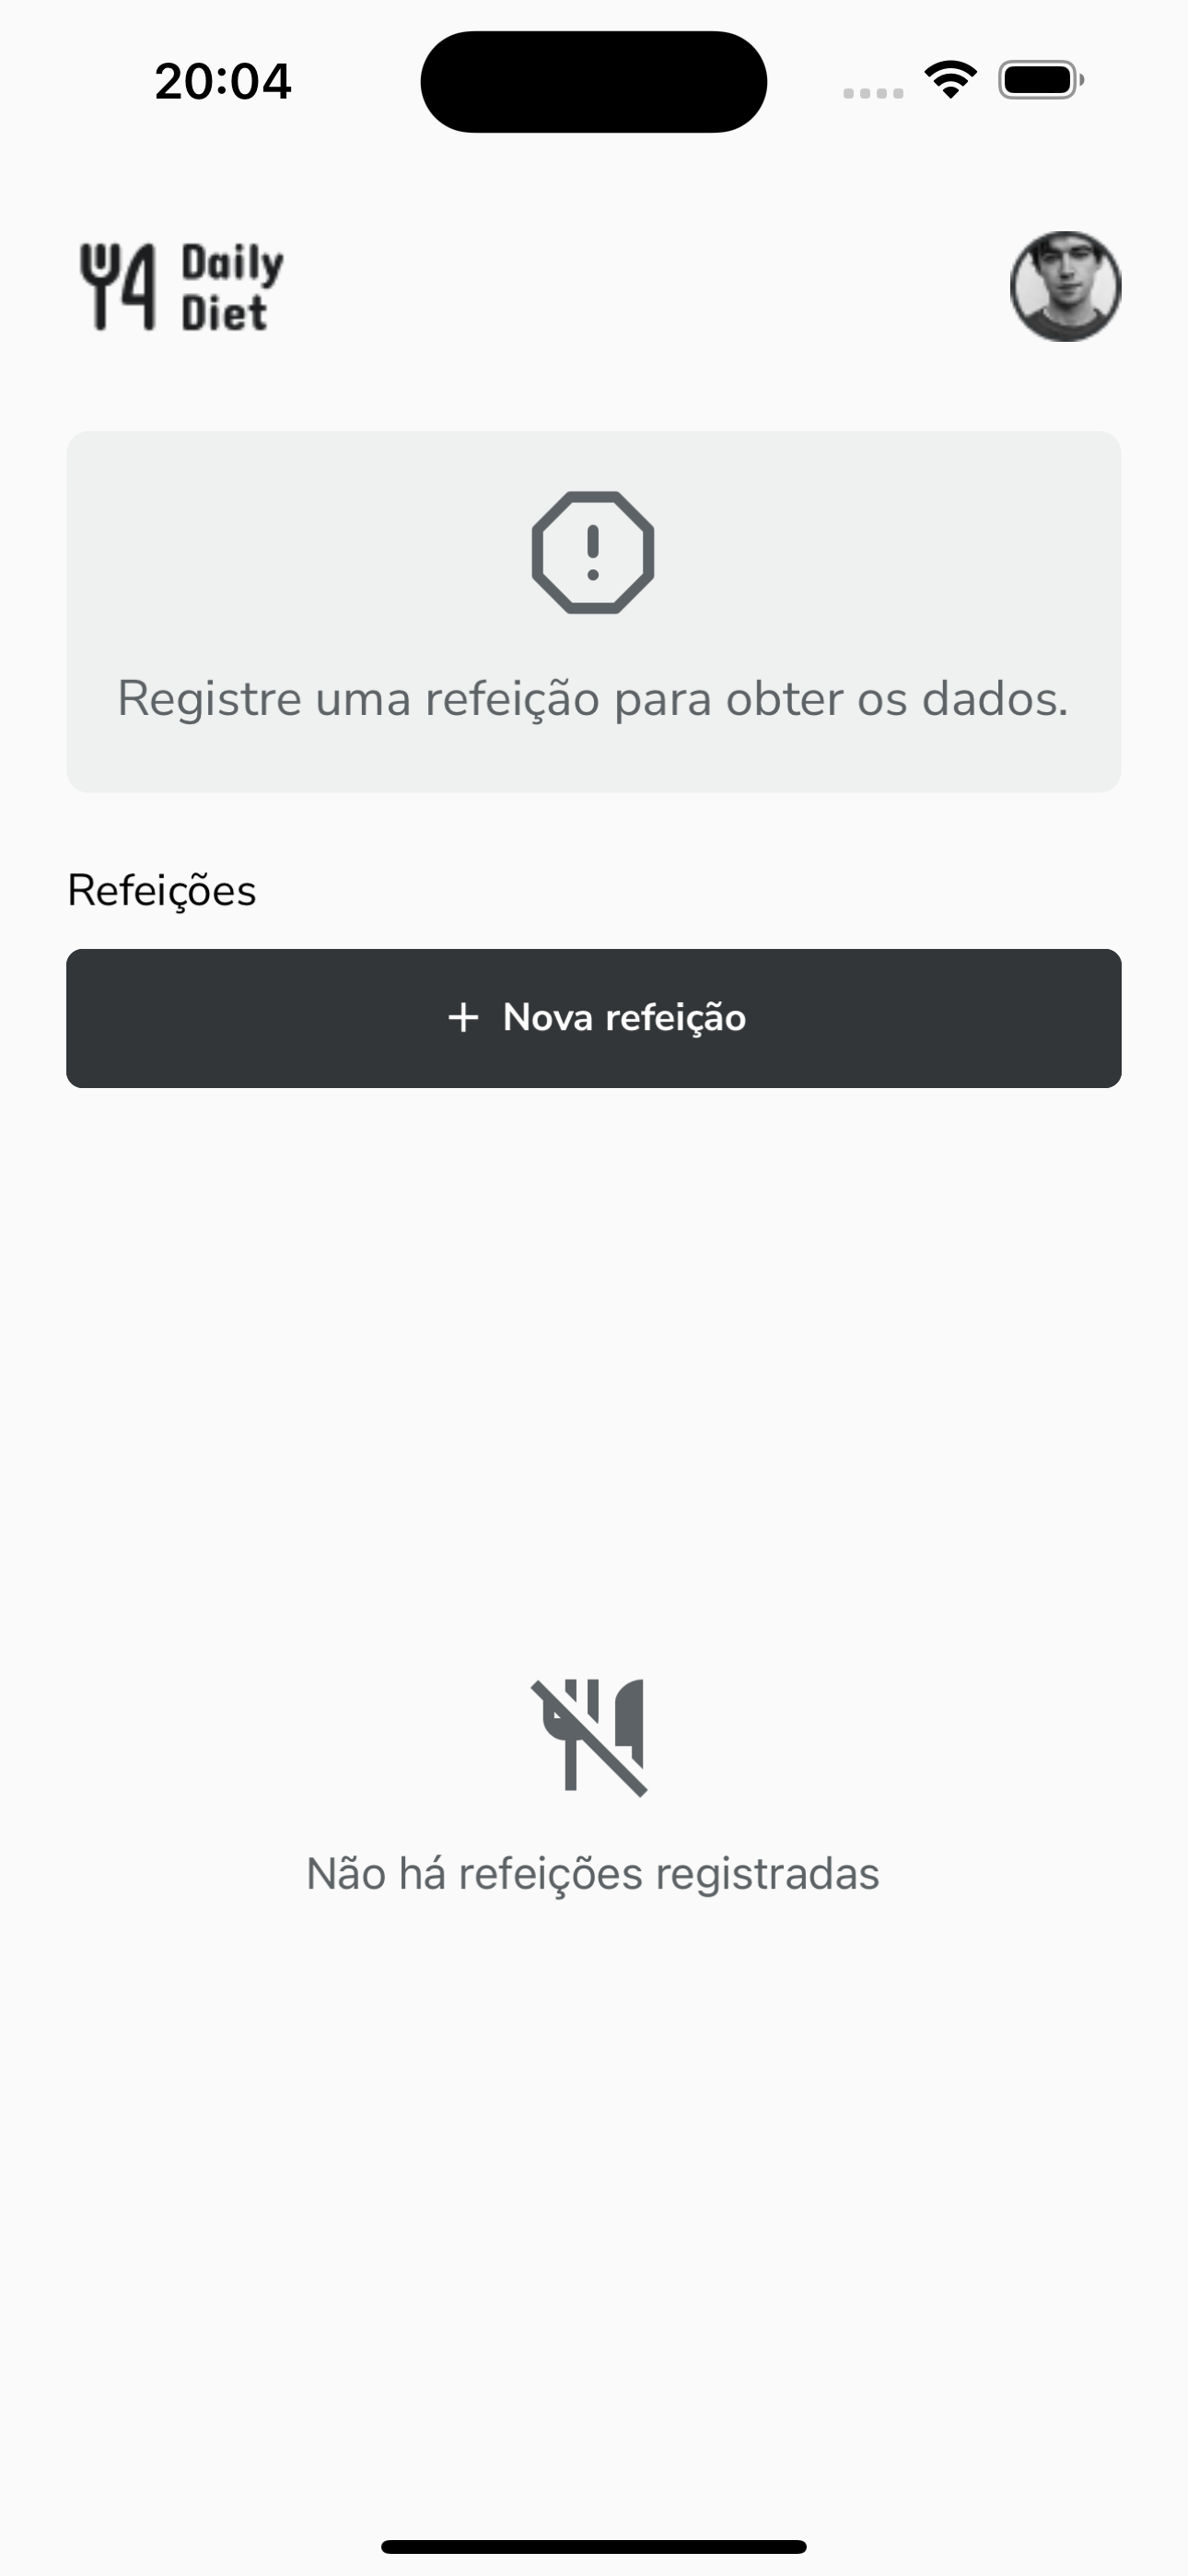 20:04
Daily
Diet
Registre uma refeição para obter os dados.
Refeições
+ Nova refeição
Não há refeições registradas